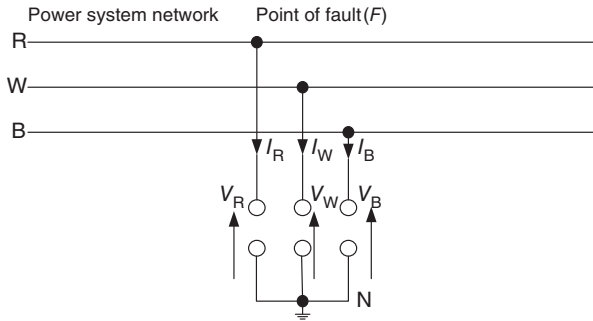 Power system network Point of fault (F)
R
W
B
I_R I_W I_B
V_R V_W V_B
N